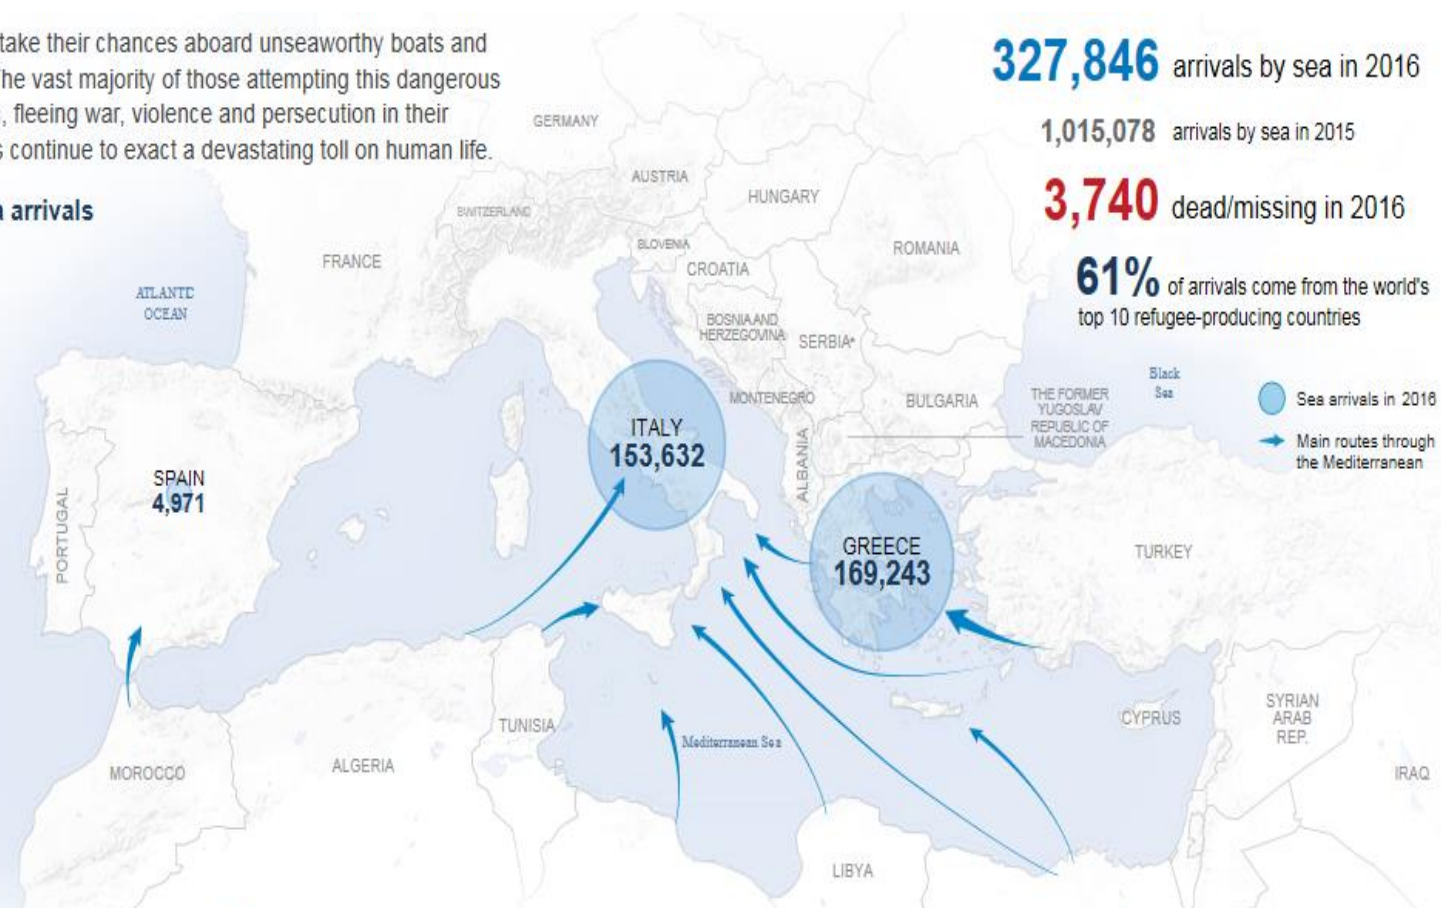 take their chances aboard unseaworthy boats and
he vast majority of those attempting this dangerous
, fleeing war, violence and persecution in their
s continue to exact a devastating toll on human life.
a arrivals
327,846 arrivals by sea in 2016
1,015,078 arrivals by sea in 2015
3,740 dead/missing in 2016
61% of arrivals come from the world's
top 10 refugee-producing countries
Sea arrivals in 2016
Main routes through
the Mediterranean
GERMANY
AUSTRIA
HUNGARY
SWITZERLAND
SLOVENIA
ROMANIA
FRANCE
CROATIA
ATLANTIC
OCEAN
BOSNIA AND
HERZEGOVINA
SERBIA*
Black
Sea
MONTENEGRO
BULGARIA
THE FORMER
YUGOSLAV
REPUBLIC OF
MACEDONIA
ITALY
153,632
ALBANIA
SPAIN
4,971
PORTUGAL
GREECE
169,243
TURKEY
TUNISIA
Mediterranean Sea
CYPRUS
SYRIAN
ARAB
REP.
MOROCCO
ALGERIA
IRAQ
LIBYA